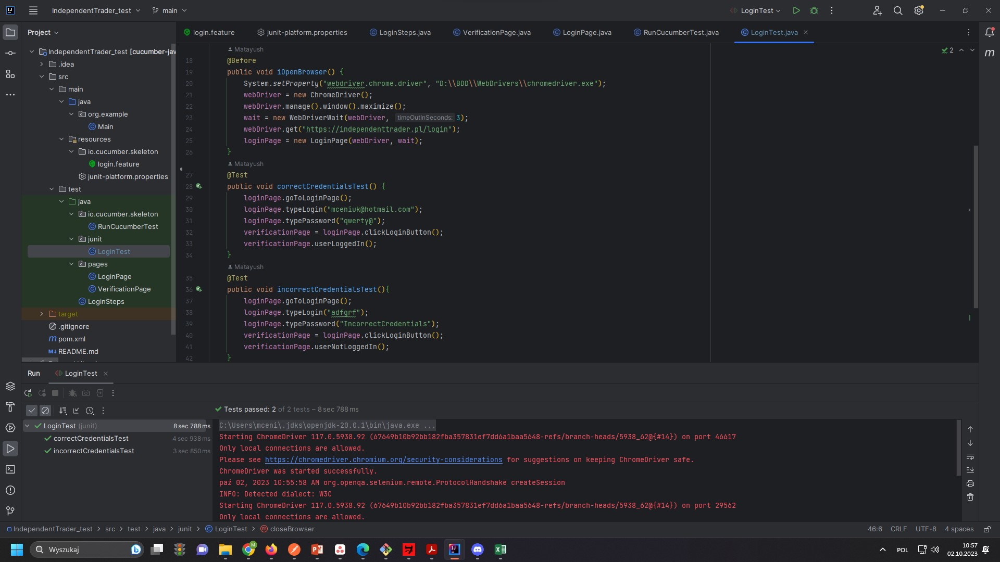 IndependentTrader_test
main
LoginTest
Project
login.feature
junit-platform.properties
LoginSteps.java
VerificationPage.java
LoginPage.java
RunCucumberTest.java
LoginTest.java
IndependentTrader_test [cucumber-jav
.idea
src
main
java
org.example
Main
resources
io.cucumber.skeleton
login.feature
junit-platform.properties
test
java
io.cucumber.skeleton
RunCucumberTest
junit
LoginTest
pages
LoginPage
VerificationPage
LoginSteps
target
.gitignore
pom.xml
README.md
2
Matayush
18 @Before
19 public void iOpenBrowser() {
20 System.setProperty("webdriver.chrome.driver", "D:\\BDD\\WebDrivers\\chromedriver.exe");
21 webDriver = new ChromeDriver();
22 webDriver.manage().window().maximize();
23 wait = new WebDriverWait(webDriver, timeOutInSeconds: 3);
24 webDriver.get("https://independenttrader.pl/login");
25 loginPage = new LoginPage(webDriver, wait);
26 }
Matayush
27 @Test
28 public void correctCredentialsTest() {
29 loginPage.goToLoginPage();
30 loginPage.typeLogin("mceniuk@hotmail.com");
31 loginPage.typePassword("qwerty@");
32 verificationPage = loginPage.clickLoginButton();
33 verificationPage.userLoggedIn();
34 }
Matayush
35 @Test
36 public void incorrectCredentialsTest(){
37 loginPage.goToLoginPage();
38 loginPage.typeLogin("adfgrf");
39 loginPage.typePassword("IncorrectCredentials");
40 verificationPage = loginPage.clickLoginButton();
41 verificationPage.userNotLoggedIn();
42 }
Run
LoginTest
Tests passed: 2 of 2 tests – 8 sec 788 ms
LoginTest (junit) 8 sec 788 ms
correctCredentialsTest 4 sec 938 ms
incorrectCredentialsTest 3 sec 850 ms
C:\Users\mceni\.jdks\openjdk-20.0.1\bin\java.exe ...
Starting ChromeDriver 117.0.5938.92 (67649b10b92bb182fba357831ef7dd6a1baa5648-refs/branch-heads/5938_62@{#14}) on port 46617
Only local connections are allowed.
Please see https://chromedriver.chromium.org/security-considerations for suggestions on keeping ChromeDriver safe.
ChromeDriver was started successfully.
paź 02, 2023 10:55:58 AM org.openqa.selenium.remote.ProtocolHandshake createSession
INFO: Detected dialect: W3C
Starting ChromeDriver 117.0.5938.92 (67649b10b92bb182fba357831ef7dd6a1baa5648-refs/branch-heads/5938_62@{#14}) on port 29562
Only local connections are allowed.
IndependentTrader_test > src > test > java > junit > LoginTest > closeBrowser
46:6 CRLF UTF-8 4 spaces
Wyszukaj
POL
10:57
02.10.2023